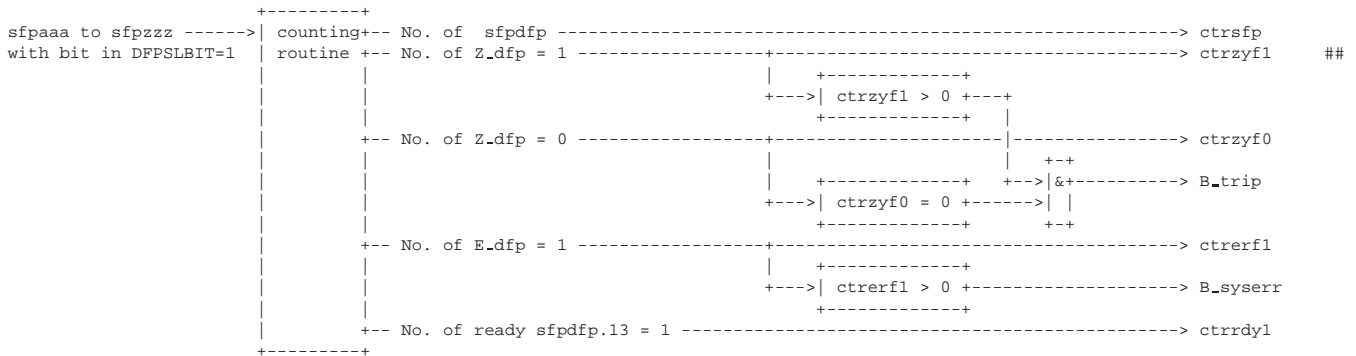 sfpaaa to sfpzzz ------>| counting+-- No. of sfpdfp ------> ctrsfp
with bit in DFPSLBIT=1 | routine +-- No. of Z_dfp = 1 ------+------> ctrzyf1 ##
+--->| ctrzyf1 > 0 +---+
+-- No. of Z_dfp = 0 ------+------|------> ctrzyf0
+-->|&+----------> B_trip
+--->| ctrzyf0 = 0 +------>| |
+-- No. of E_dfp = 1 ------+------> ctrerf1
+--->| ctrerf1 > 0 +-------------------> B_syserr
+-- No. of ready sfpdfp.13 = 1 ------> ctrrdy1